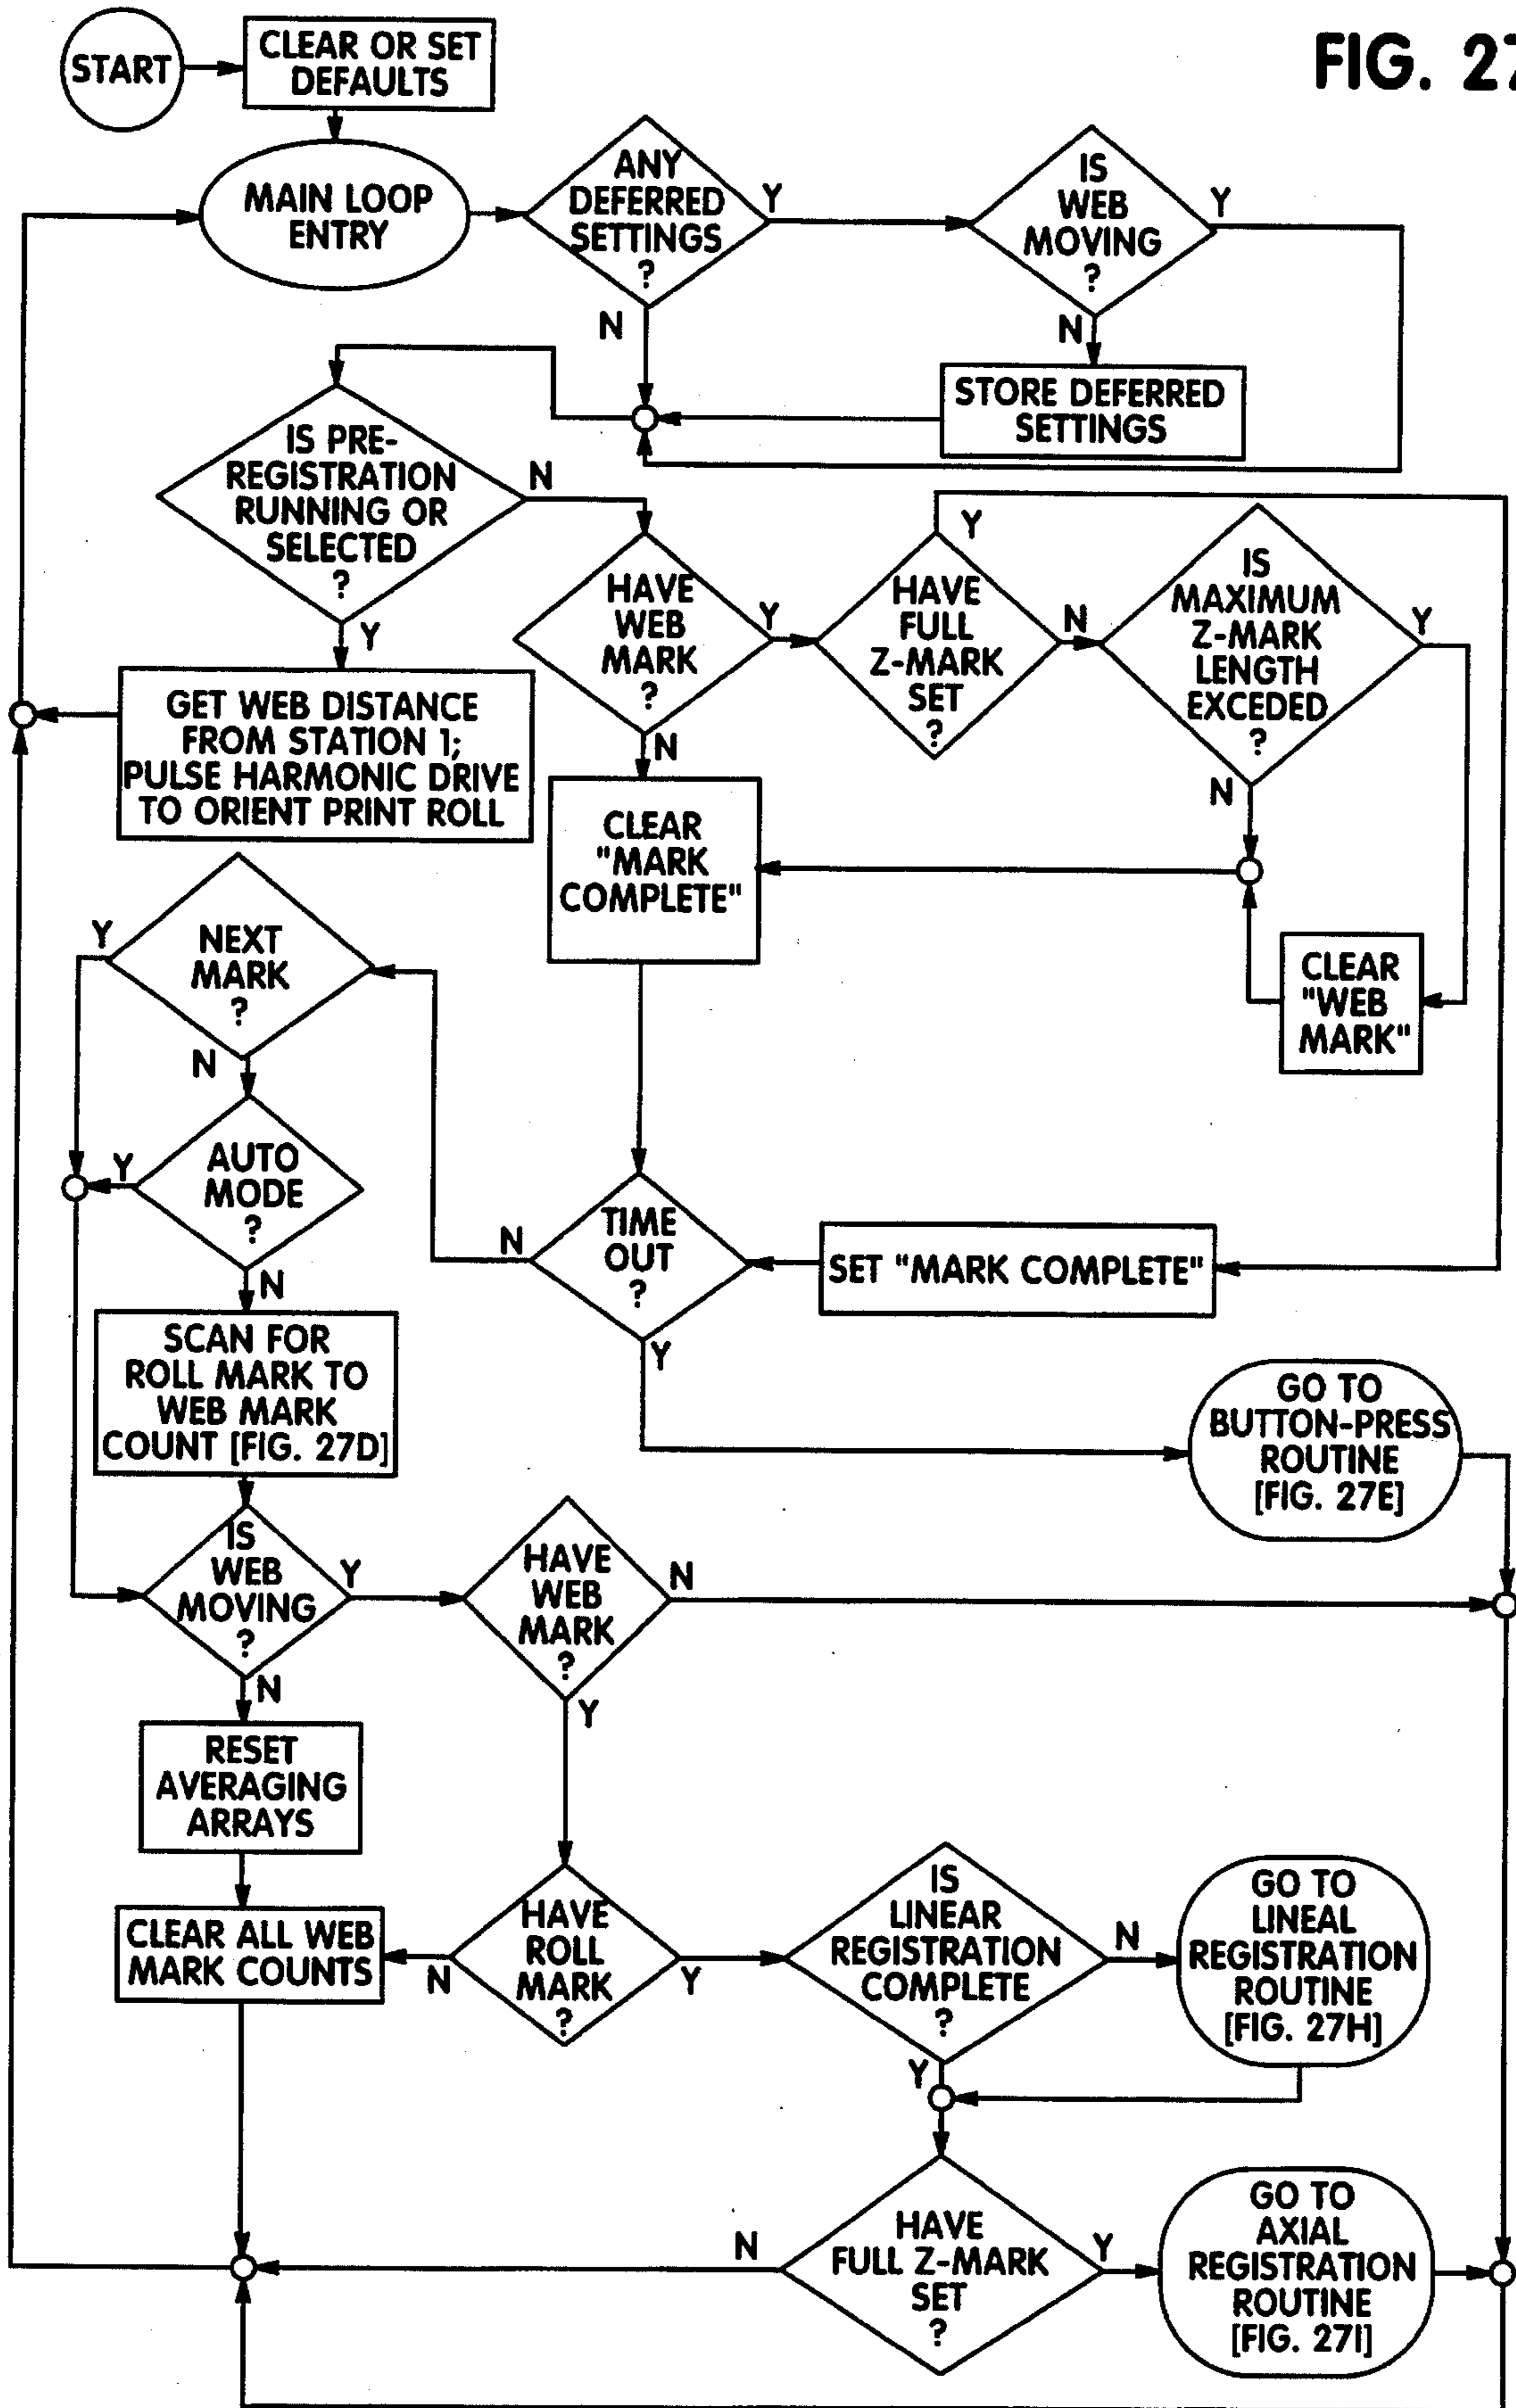 FIG. 27
START
CLEAR OR SET
DEFAULTS
MAIN LOOP
ENTRY
ANY
DEFERRED
SETTINGS
?
Y
N
IS
WEB
MOVING
?
Y
N
STORE DEFERRED
SETTINGS
IS PRE-
REGISTRATION
RUNNING OR
SELECTED
?
N
Y
GET WEB DISTANCE
FROM STATION 1;
PULSE HARMONIC DRIVE
TO ORIENT PRINT ROLL
HAVE
WEB
MARK
?
Y
N
HAVE
FULL
Z-MARK
SET
?
Y
N
IS
MAXIMUM
Z-MARK
LENGTH
EXCEDED
?
Y
N
CLEAR
"MARK
COMPLETE"
CLEAR
"WEB
MARK"
NEXT
MARK
?
Y
N
AUTO
MODE
?
Y
N
TIME
OUT
?
N
Y
SET "MARK COMPLETE"
SCAN FOR
ROLL MARK TO
WEB MARK
COUNT [FIG. 27D]
GO TO
BUTTON-PRESS
ROUTINE
[FIG. 27E]
IS
WEB
MOVING
?
Y
N
HAVE
WEB
MARK
?
N
Y
RESET
AVERAGING
ARRAYS
CLEAR ALL WEB
MARK COUNTS
HAVE
ROLL
MARK
?
N
Y
IS
LINEAR
REGISTRATION
COMPLETE
?
N
Y
GO TO
LINEAL
REGISTRATION
ROUTINE
[FIG. 27H]
HAVE
FULL Z-MARK
SET
?
N
Y
GO TO
AXIAL
REGISTRATION
ROUTINE
[FIG. 27I]